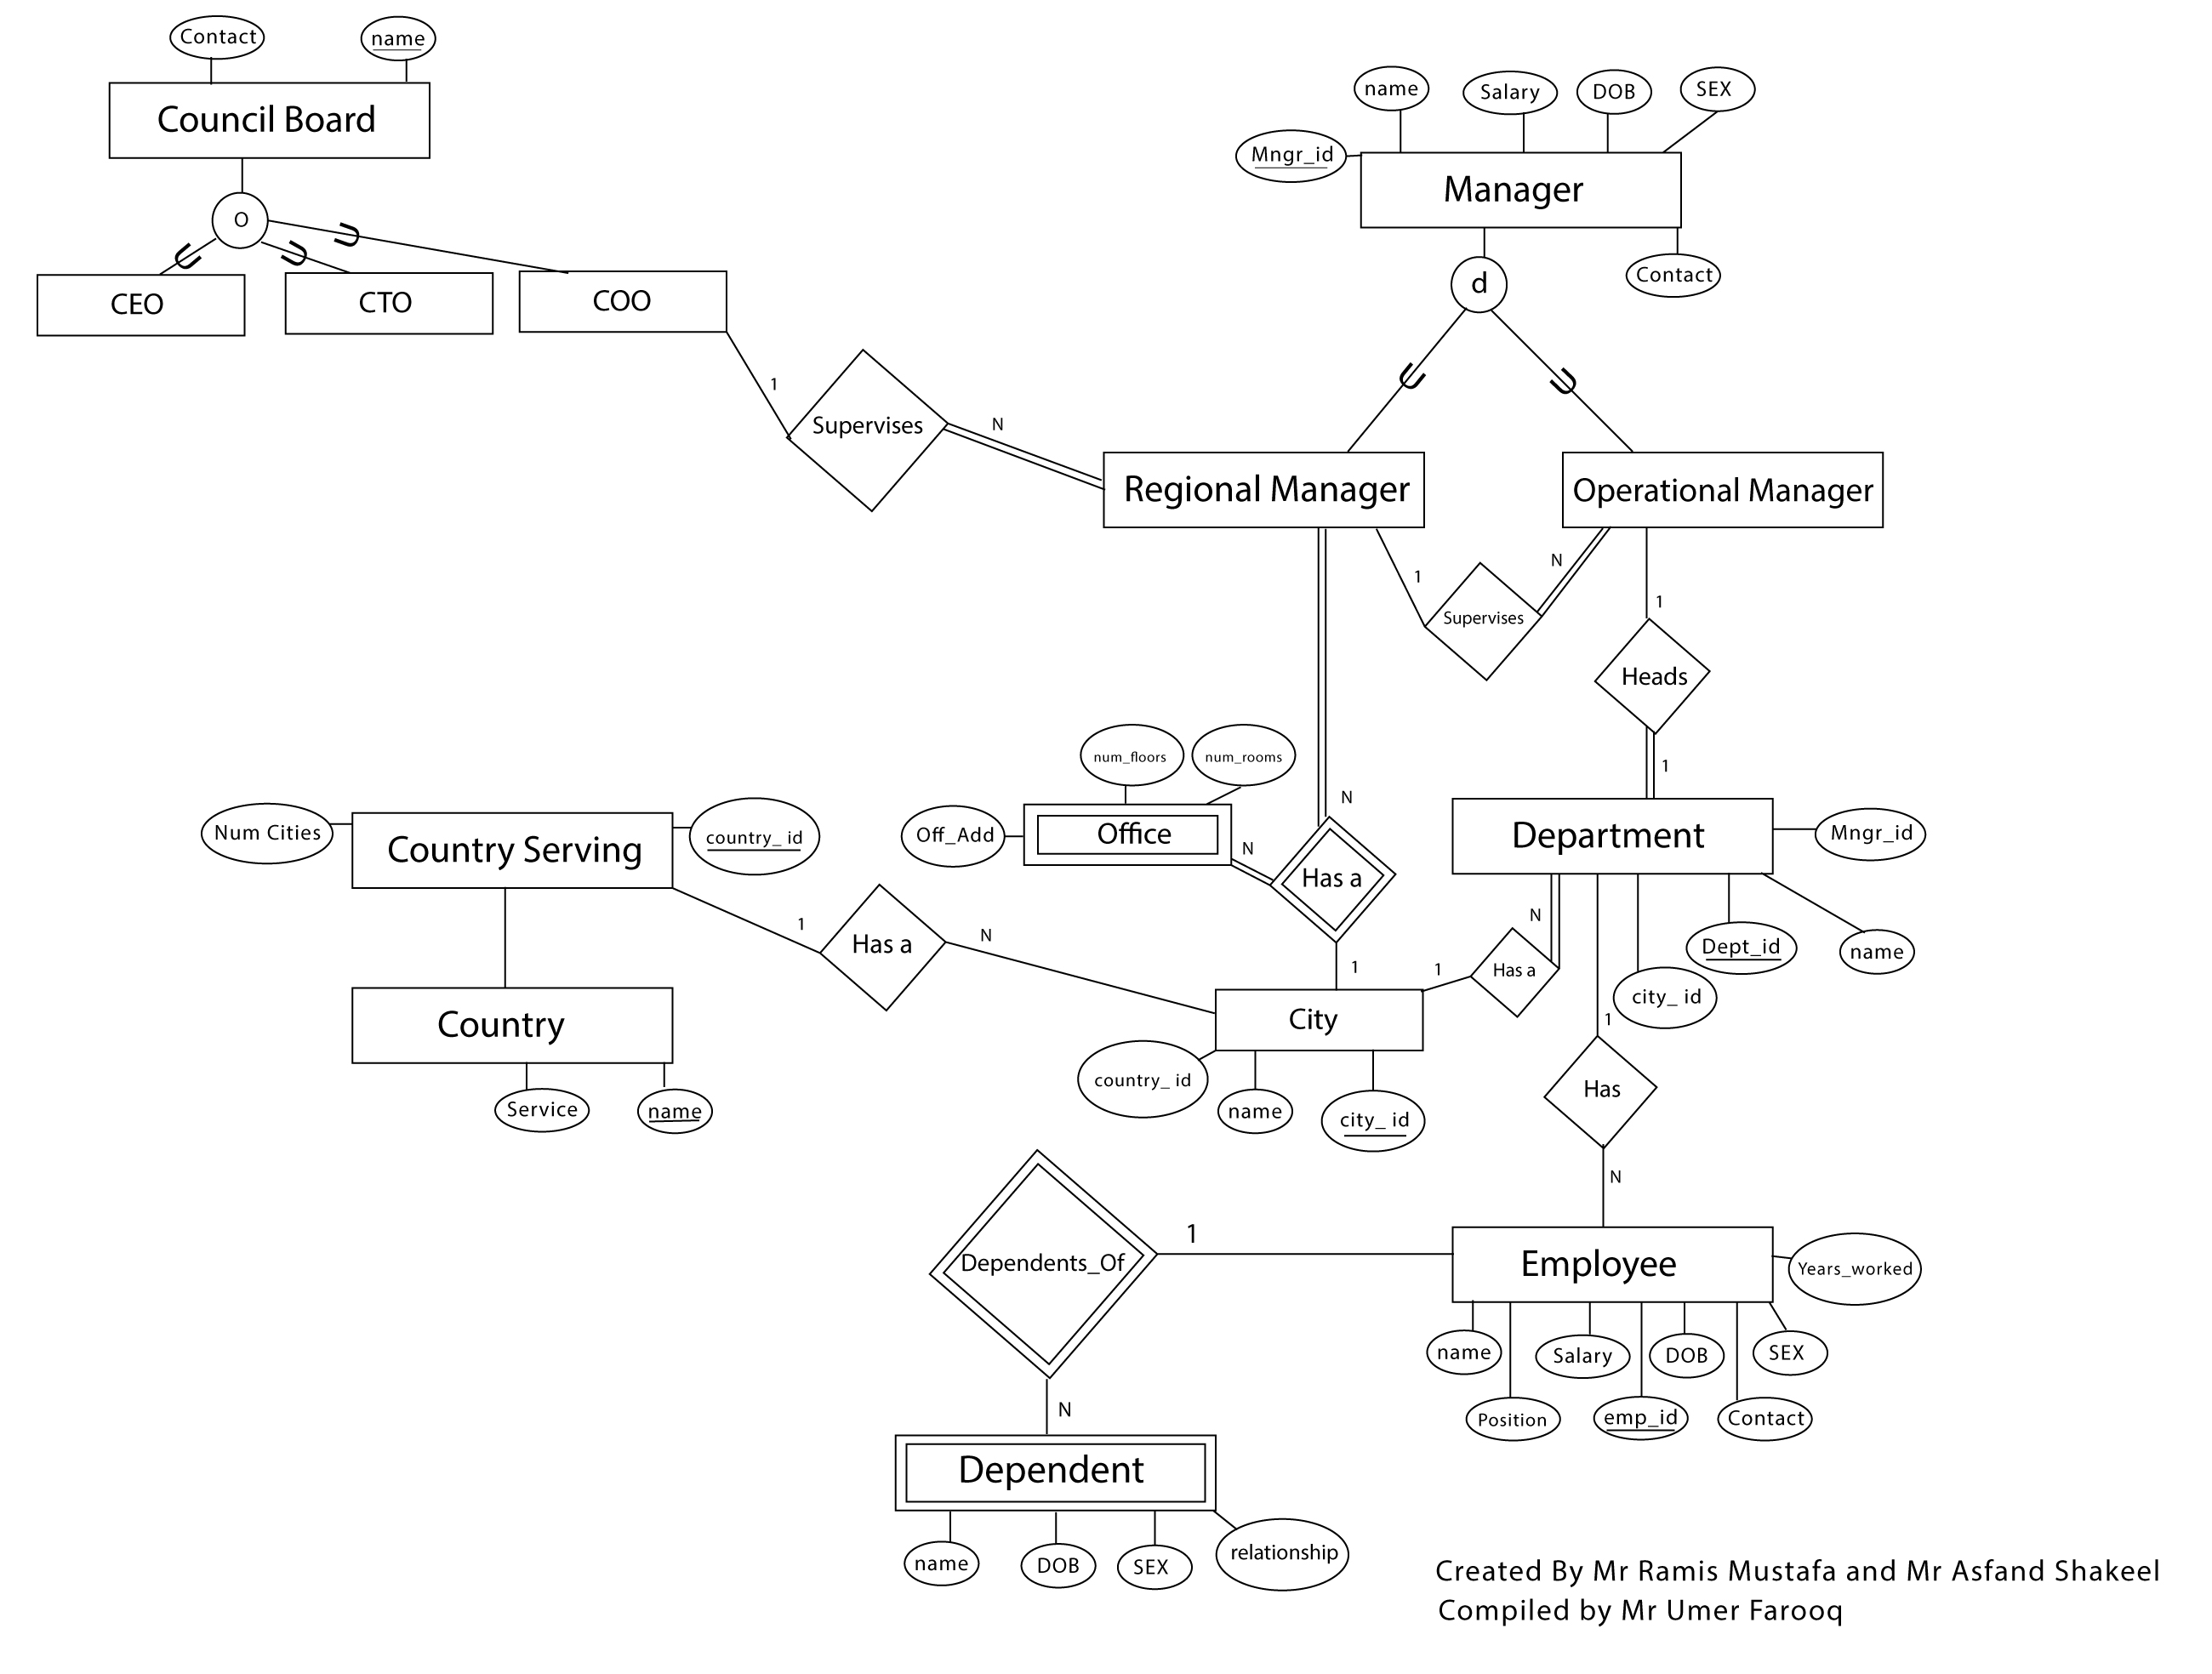 Contact
name
Council Board
O
CEO
CTO
COO
name
Salary
DOB
SEX
Mngr_id
Manager
Contact
d
U
U
U
U
U
1
Supervises
N
Regional Manager
Operational Manager
1
Supervises
N
1
Heads
1
num_floors
num_rooms
Off_Add
Office
N
N
Has a
1
Num Cities
Country Serving
country_ id
Department
Mngr_id
1
Has a
N
N
1
Has a
Dept_id
name
city_ id
Country
Service
name
City
country_ id
name
city_ id
1
Has
N
Dependents_Of
1
Employee
Years_worked
name
Salary
DOB
SEX
Position
emp_id
Contact
N
Dependent
name
DOB
SEX
relationship
Created By Mr Ramis Mustafa and Mr Asfand Shakeel
Compiled by Mr Umer Farooq